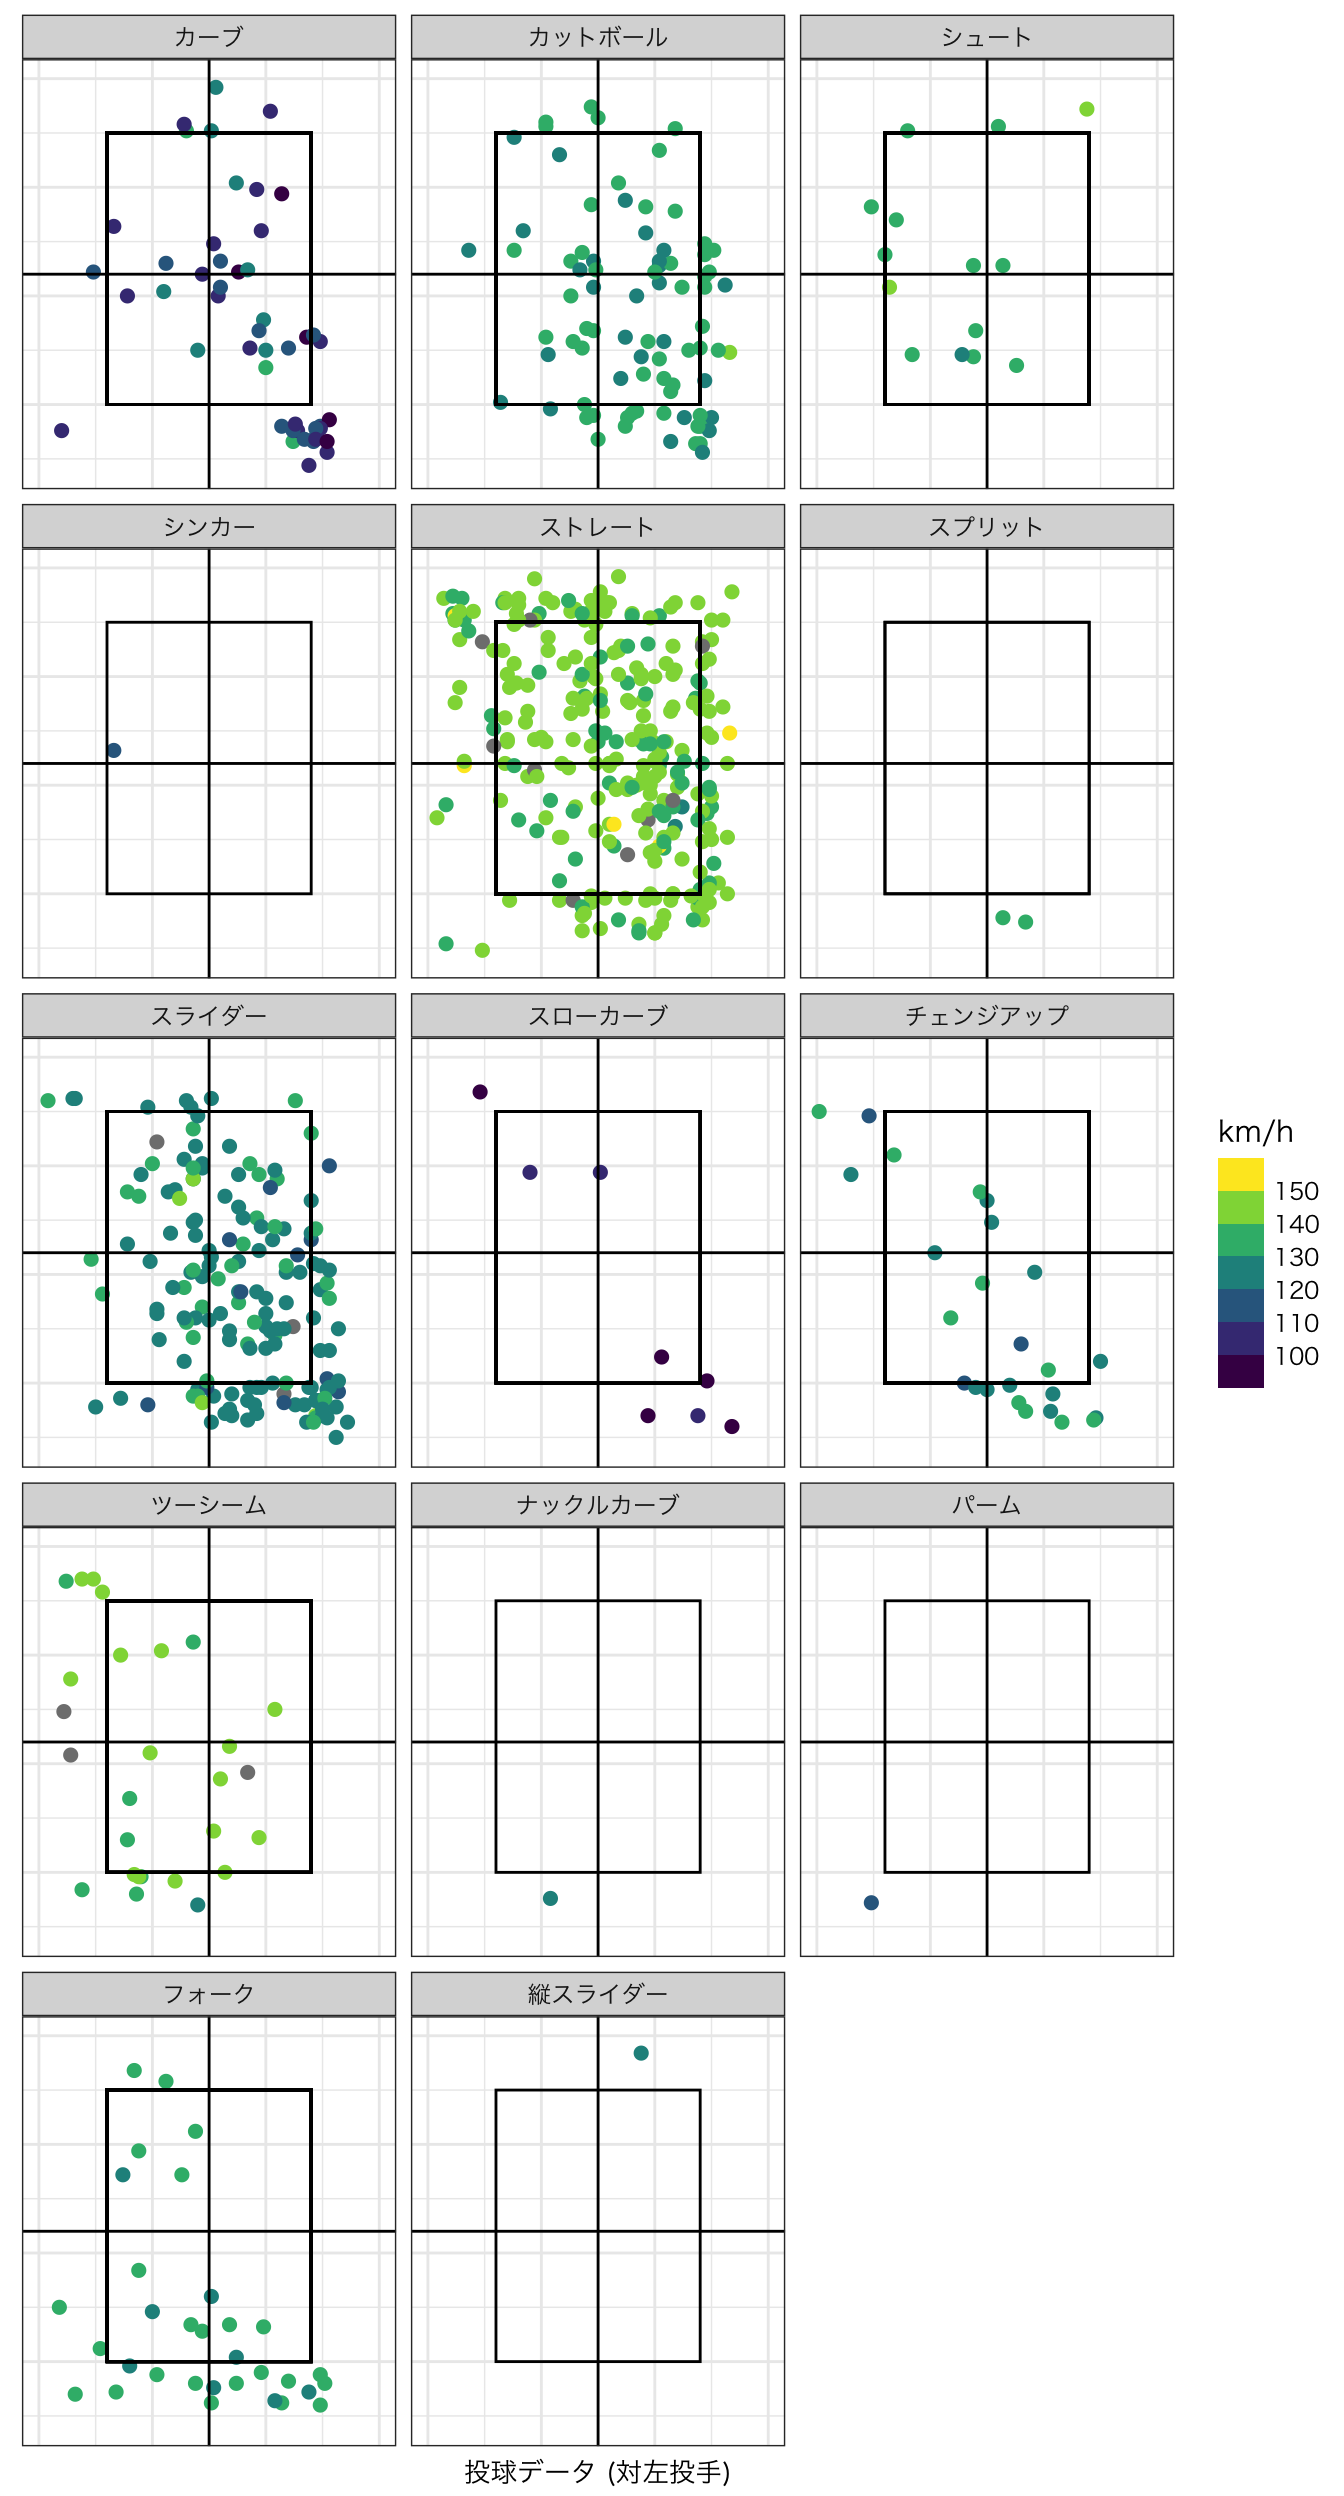 カーブ
カットボール
シュート
シンカー
ストレート
スプリット
スライダー
スローカーブ
チェンジアップ
km/h
150
140
130
120
110
100
ツーシーム
ナックルカーブ
パーム
フォーク
縦スライダー
投球データ (対左投手)